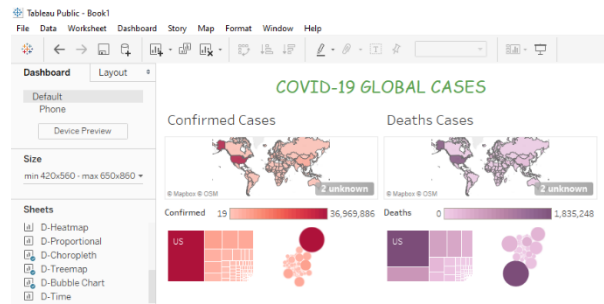 Tableau Public - Book1
File Data Worksheet Dashboard Story Map Format Window Help
Dashboard Layout
Default
Phone
Device Preview
Size
min 420x560 - max 650x860
Sheets
D-Heatmap
D-Proportional
D-Choropleth
D-Treemap
D-Bubble Chart
D-Time
COVID-19 GLOBAL CASES
Confirmed Cases
© Mapbox © OSM
2 unknown
Confirmed 19 36,969,886
US
Deaths Cases
© Mapbox © OSM
2 unknown
Deaths 0 1,835,248
US